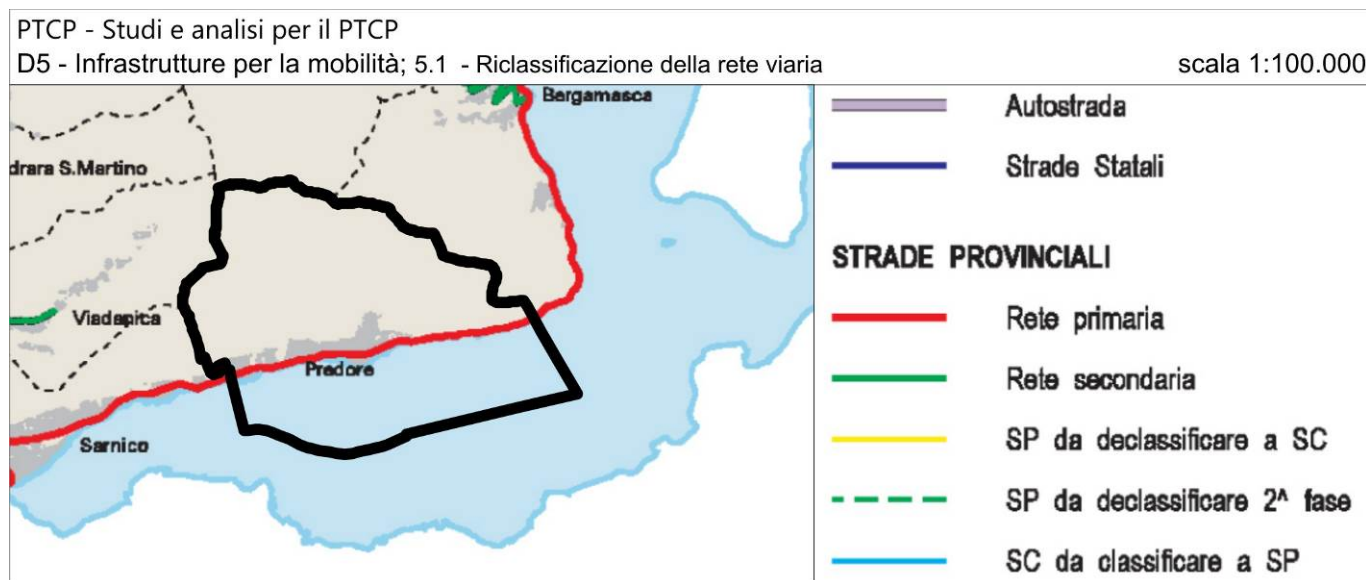 PTCP - Studi e analisi per il PTCP
D5 - Infrastrutture per la mobilità; 5.1 - Riclassificazione della rete viaria
scala 1:100.000
Bergamasca
drara S.Martino
Viadanica
Predore
Sarnico
Autostrada
Strade Statali
STRADE PROVINCIALI
Rete primaria
Rete secondaria
SP da declassificare a SC
SP da declassificare 2^ fase
SC da classificare a SP